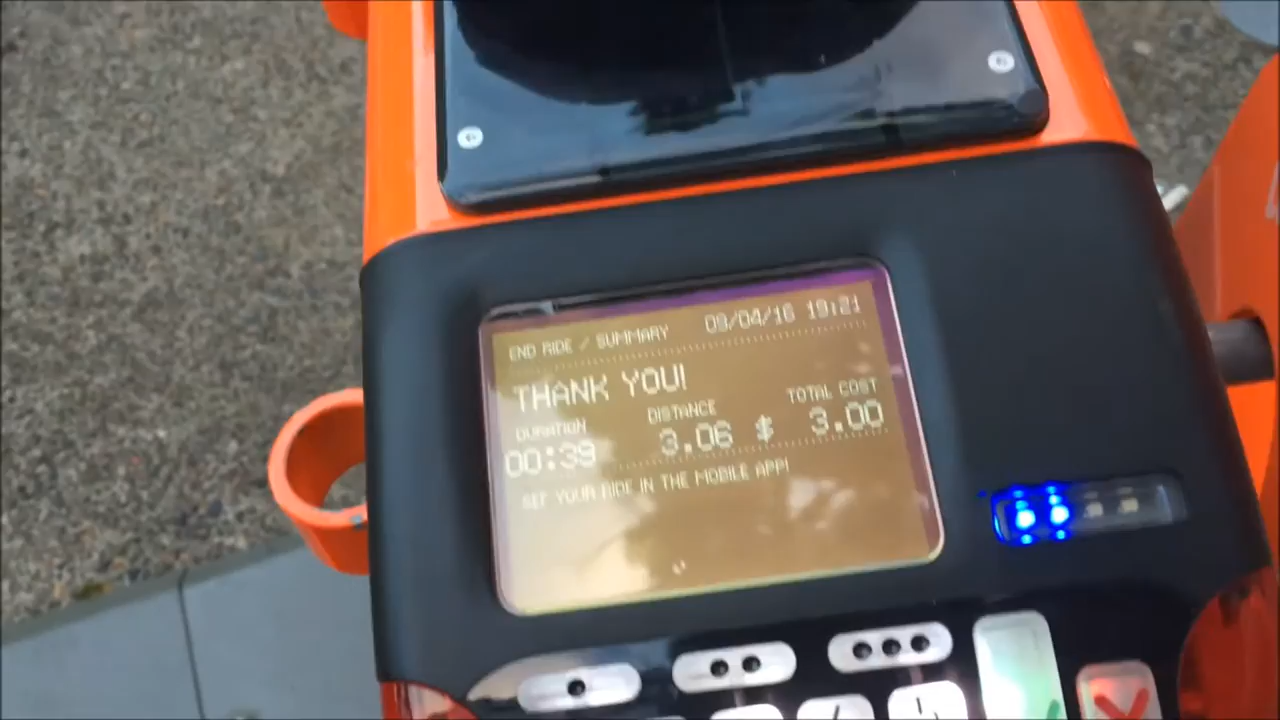 END RIDE / SUMMARY 09/04/16 19:21
THANK YOU!
DURATION DISTANCE TOTAL COST
00:39 3.06 $ 3.00
YOUR RIDE IN THE MOBILE APP!